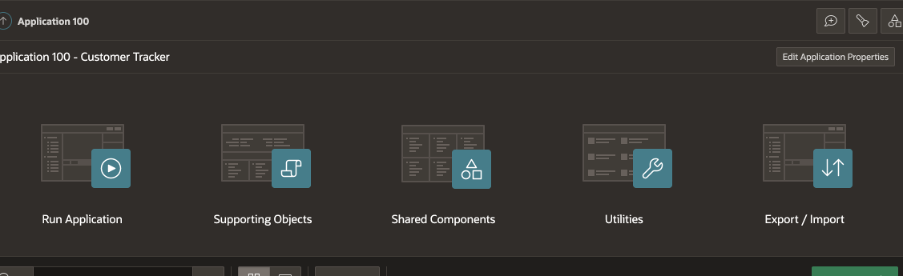 Application 100
pplication 100 - Customer Tracker
Edit Application Properties
Run Application
Supporting Objects
Shared Components
Utilities
Export / Import